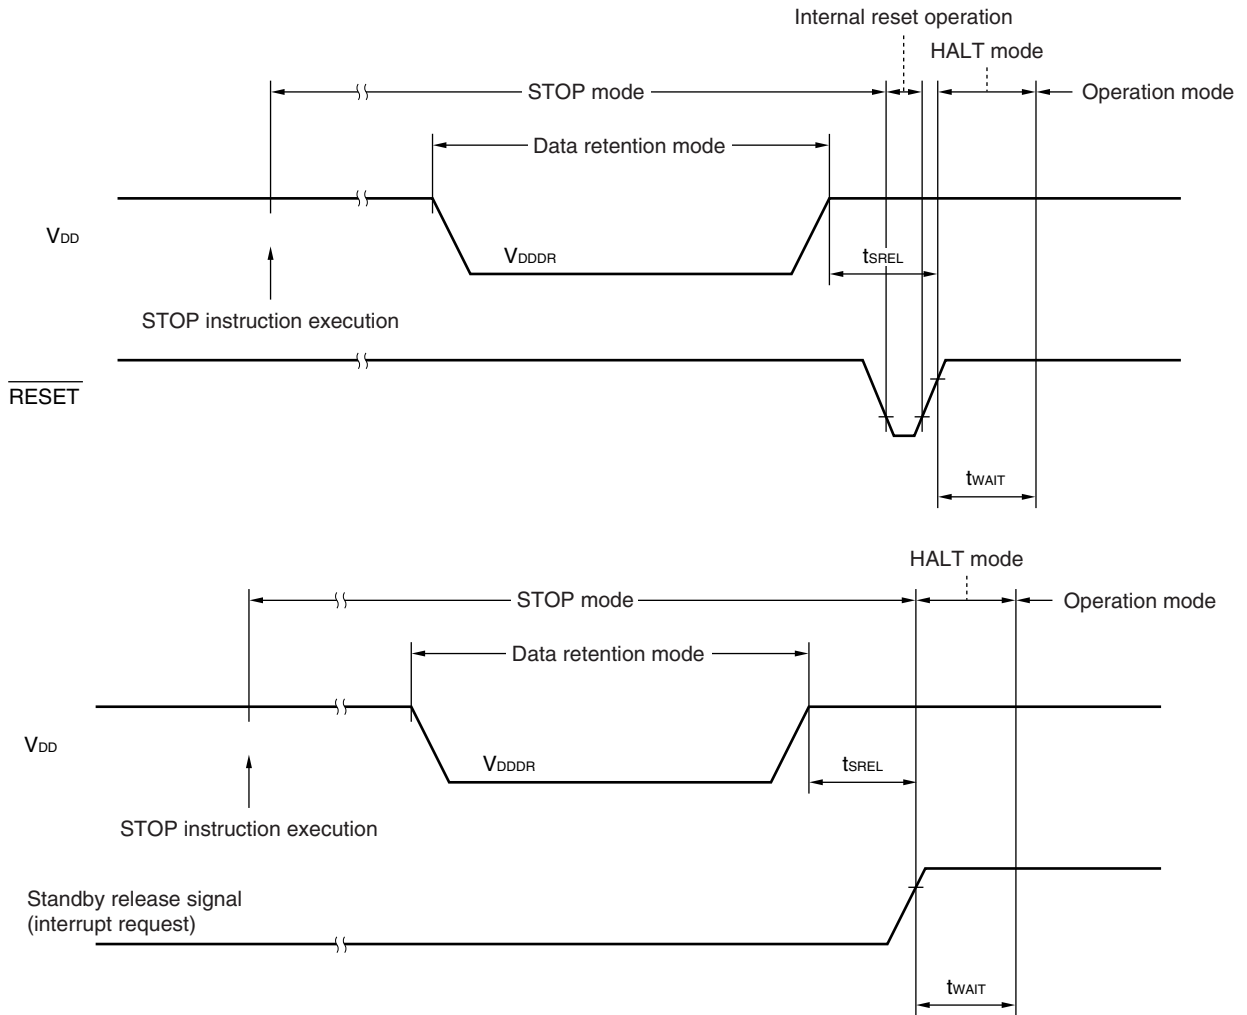 Internal reset operation
HALT mode
STOP mode
Operation mode
Data retention mode
VDD
VDDDR
tSREL
STOP instruction execution
RESET
tWAIT
HALT mode
STOP mode
Operation mode
Data retention mode
VDD
VDDDR
tSREL
STOP instruction execution
Standby release signal
(interrupt request)
tWAIT